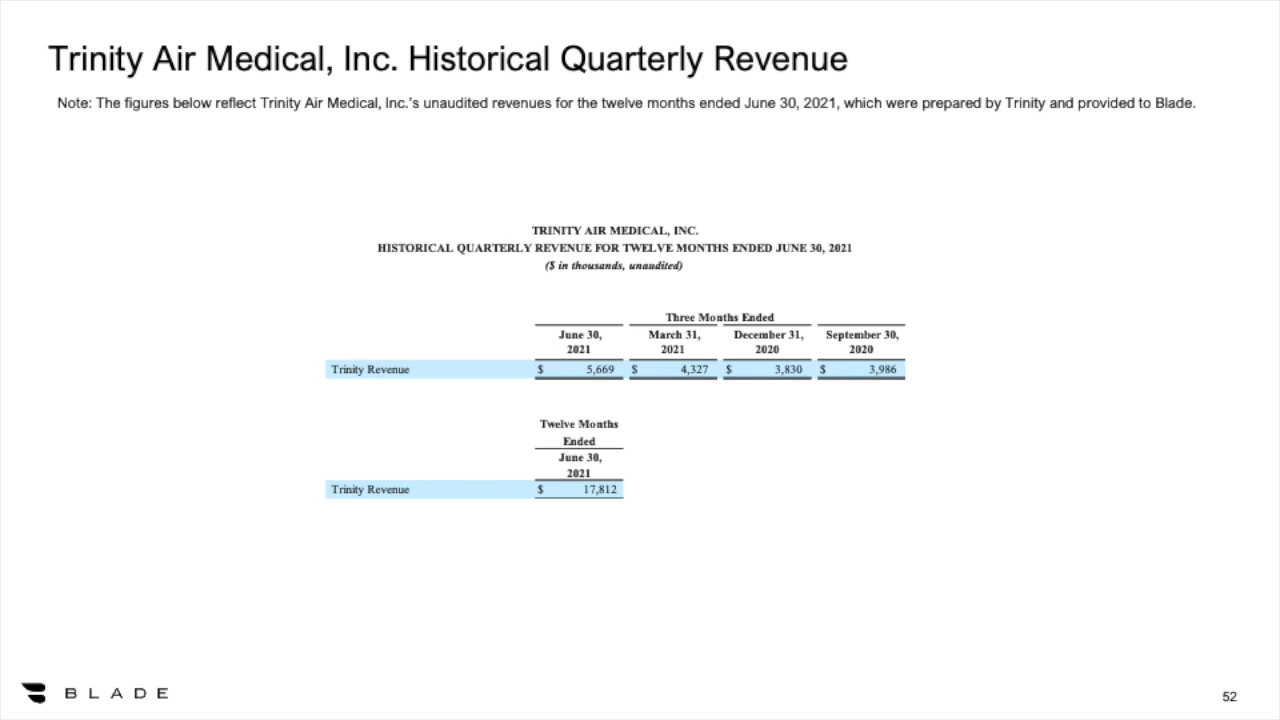 Trinity Air Medical, Inc. Historical Quarterly Revenue
Note: The figures below reflect Trinity Air Medical, Inc.'s unaudited revenues for the twelve months ended June 30, 2021, which were prepared by Trinity and provided to Blade.
TRINITY AIR MEDICAL, INC.
HISTORICAL QUARTERLY REVENUE FOR TWELVE MONTHS ENDED JUNE 30, 2021
($ in thousands, unaudited)
Three Months Ended
June 30, March 31, December 31, September 30,
2021 2021 2020 2020
Trinity Revenue $ 5,669 $ 4,327 $ 3,830 $ 3,986
Twelve Months
Ended
June 30,
2021
Trinity Revenue $ 17,812
BLADE
52